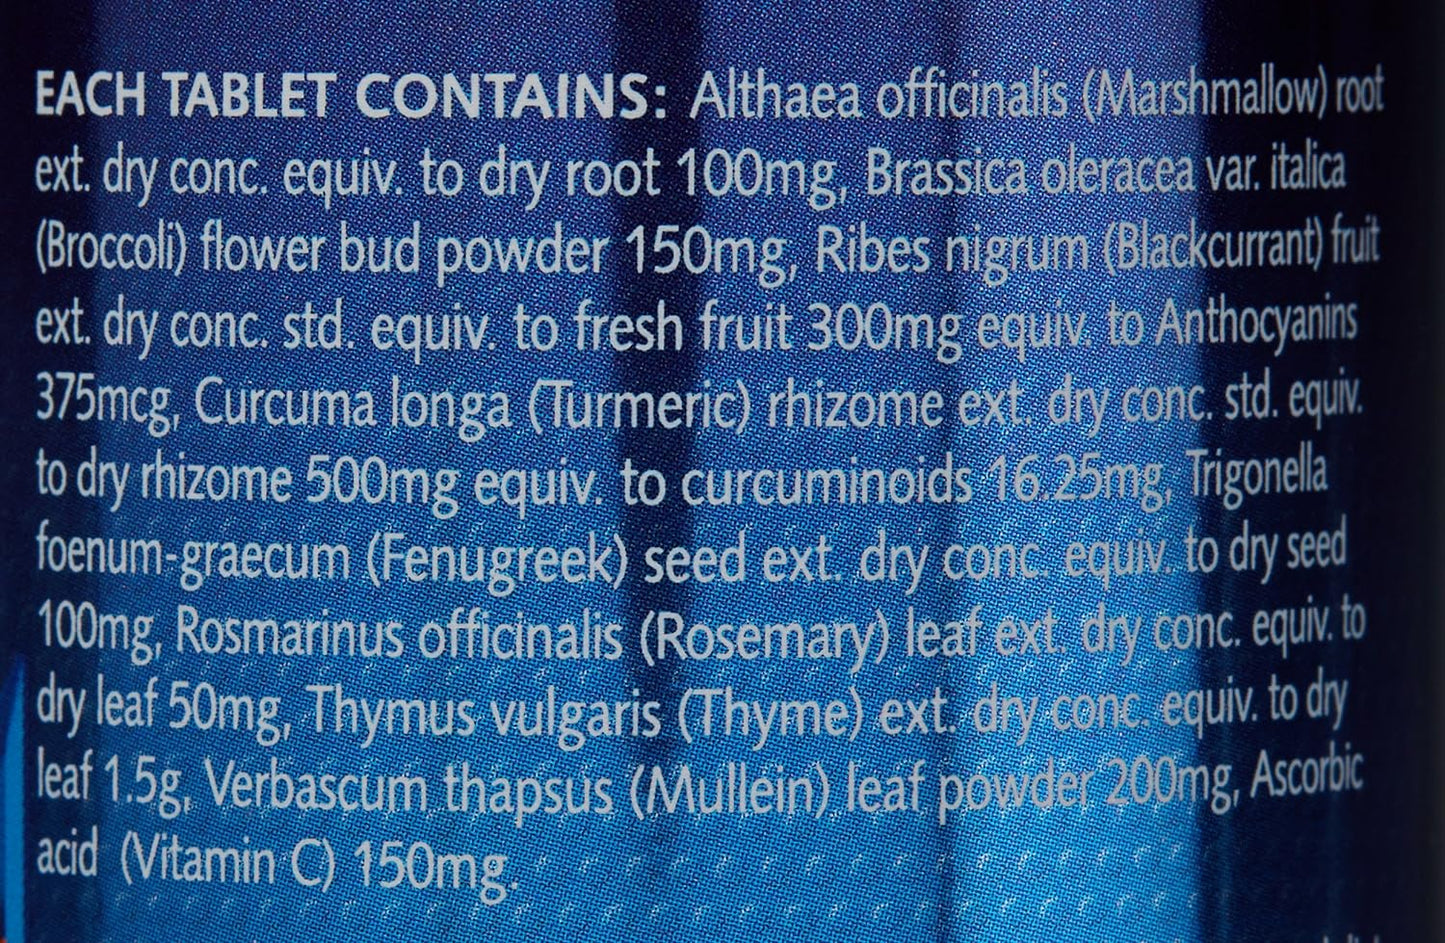 EACH TABLET CONTAINS: Althaea officinalis (Marshmallow) root
ext. dry conc. equiv. to dry root 100mg, Brassica oleracea var. italica
(Broccoli) flower bud powder 150mg, Ribes nigrum (Blackcurrant) fruit
ext. dry conc. std. equiv. to fresh fruit 300mg equiv. to Anthocyanins
375mcg, Curcuma longa (Turmeric) rhizome ext. dry conc. std. equiv.
to dry rhizome 500mg equiv. to curcuminoids 16.25mg, Trigonella
foenum-graecum (Fenugreek) seed ext. dry conc. equiv. to dry seed
100mg, Rosmarinus officinalis (Rosemary) leaf ext. dry conc. equiv. to
dry leaf 50mg, Thymus vulgaris (Thyme) ext. dry conc. equiv. to dry
leaf 1.5g, Verbascum thapsus (Mullein) leaf powder 200mg, Ascorbic
acid (Vitamin C) 150mg.